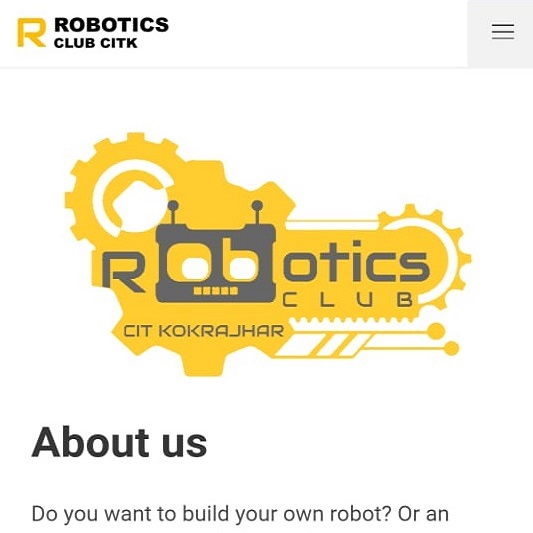 ROBOTICS
CLUB CITK
Robotics
CLUB
CIT KOKRAJHAR
About us
Do you want to build your own robot? Or an